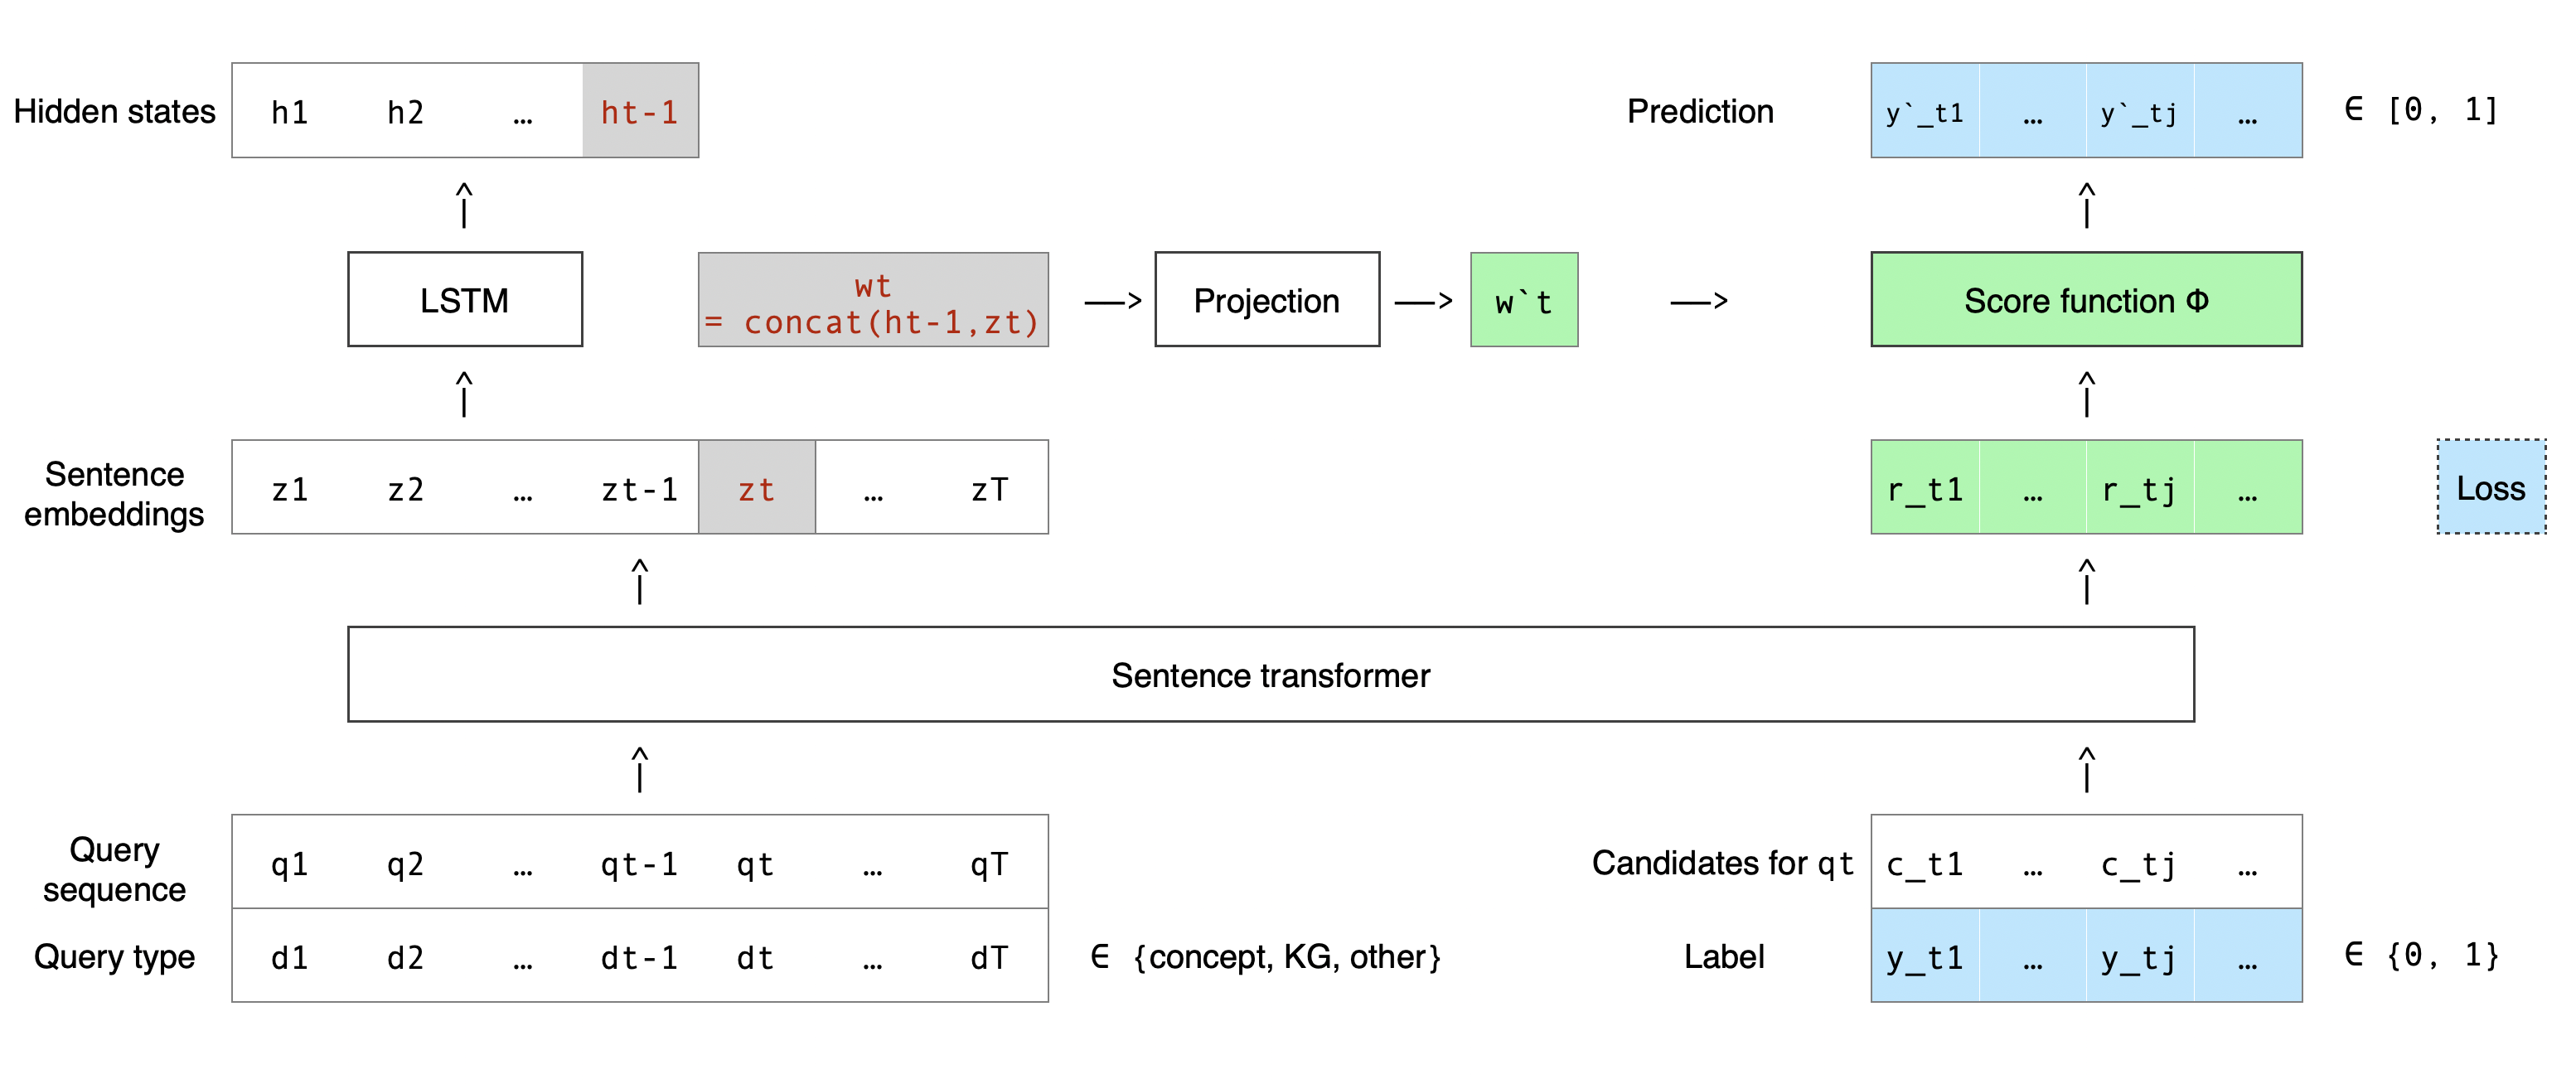 Hidden states h1 h2 … ht-1
Prediction y`_t1 … y`_tj … ∈ [0, 1]
LSTM
wt
= concat(ht-1,zt)
Projection
w`t
Score function Φ
Sentence
embeddings
z1 z2 … zt-1 zt … zT
r_t1 … r_tj …
Loss
Sentence transformer
Query
sequence
q1 q2 … qt-1 qt … qT
Candidates for qt c_t1 … c_tj …
Query type d1 d2 … dt-1 dt … dT ∈ {concept, KG, other}
Label y_t1 … y_tj … ∈ {0, 1}